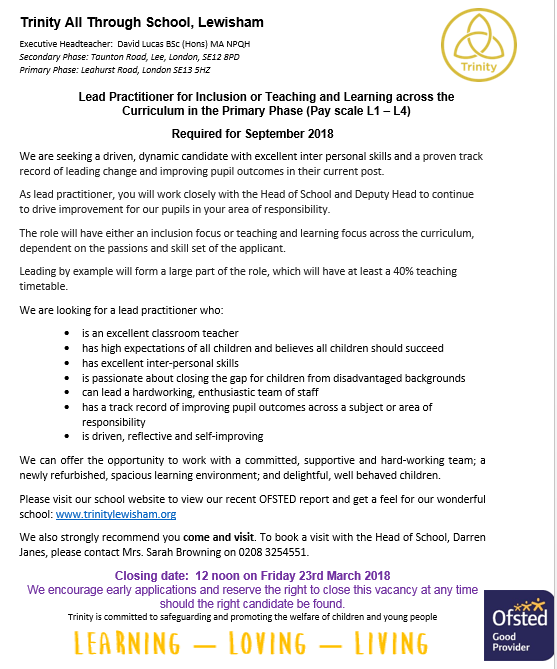 Trinity All Through School, Lewisham
Executive Headteacher:  David Lucas BSc (Hons) MA NPQH
Secondary Phase: Taunton Road, Lee, London, SE12 8PD
Primary Phase: Leahurst Road, London SE13 5HZ
Trinity
Lead Practitioner for Inclusion or Teaching and Learning across the
Curriculum in the Primary Phase (Pay scale L1 – L4)
Required for September 2018
We are seeking a driven, dynamic candidate with excellent inter personal skills and a proven track
record of leading change and improving pupil outcomes in their current post.
As lead practitioner, you will work closely with the Head of School and Deputy Head to continue
to drive improvement for our pupils in your area of responsibility.
The role will have either an inclusion focus or teaching and learning focus across the curriculum,
dependent on the passions and skill set of the applicant.
Leading by example will form a large part of the role, which will have at least a 40% teaching
timetable.
We are looking for a lead practitioner who:
• is an excellent classroom teacher
• has high expectations of all children and believes all children should succeed
• has excellent inter-personal skills
• is passionate about closing the gap for children from disadvantaged backgrounds
• can lead a hardworking, enthusiastic team of staff
• has a track record of improving pupil outcomes across a subject or area of
responsibility
• is driven, reflective and self-improving
We can offer the opportunity to work with a committed, supportive and hard-working team; a
newly refurbished, spacious learning environment; and delightful, well behaved children.
Please visit our school website to view our recent OFSTED report and get a feel for our wonderful
school: www.trinitylewisham.org
We also strongly recommend you come and visit. To book a visit with the Head of School, Darren
Janes, please contact Mrs. Sarah Browning on 0208 3254551.
Closing date:  12 noon on Friday 23rd March 2018
We encourage early applications and reserve the right to close this vacancy at any time
should the right candidate be found.
Trinity is committed to safeguarding and promoting the welfare of children and young people
LEARNING – LOVING – LIVING
Ofsted
Good
Provider